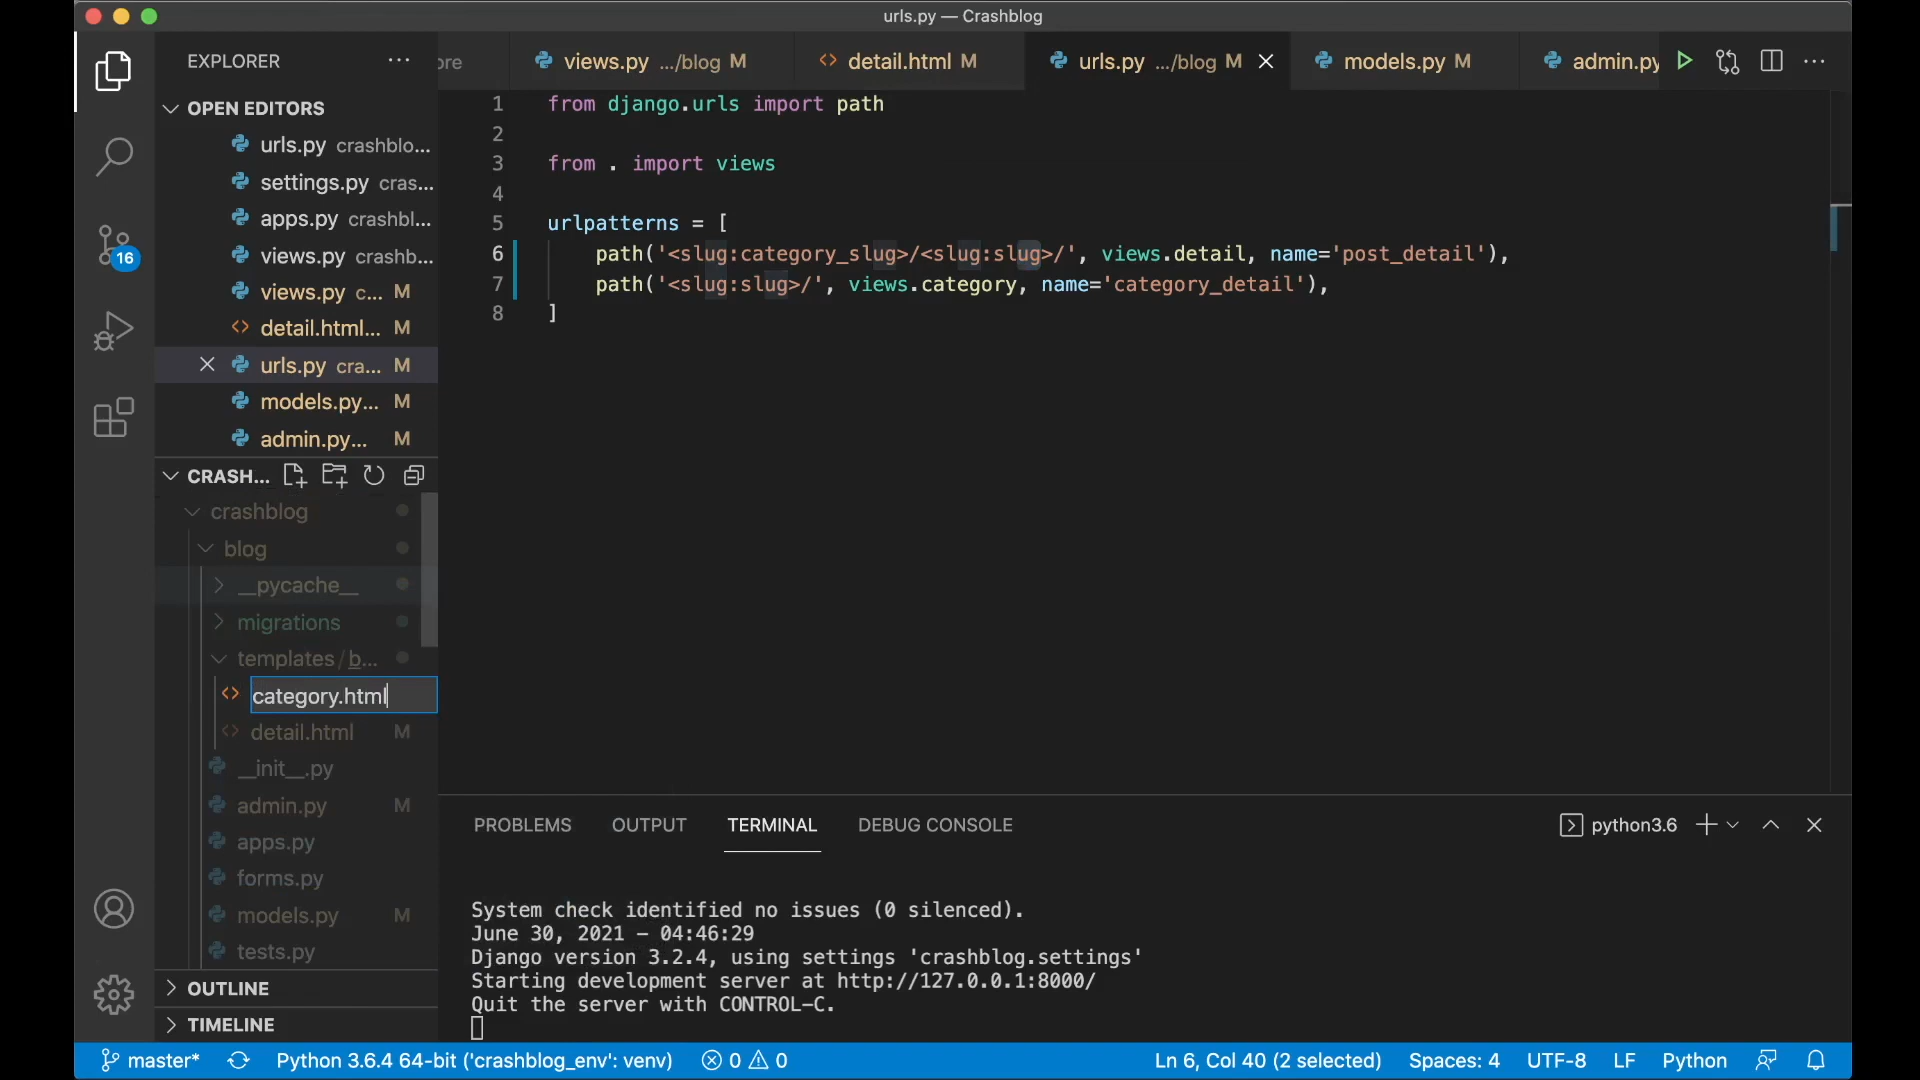 urls.py — Crashblog
EXPLORER
ore
views.py .../blog M
detail.html M
urls.py .../blog M
models.py M
admin.py
OPEN EDITORS
urls.py crashblo...
settings.py cras...
apps.py crashbl...
views.py crashb...
views.py c... M
detail.html... M
urls.py cra... M
models.py... M
admin.py... M
CRASH...
crashblog
blog
__pycache__
migrations
templates/b...
category.html
detail.html M
__init__.py
admin.py M
apps.py
forms.py
models.py M
tests.py
OUTLINE
TIMELINE
16
1 from django.urls import path
2
3 from . import views
4
5 urlpatterns = [
6 path('<slug:category_slug>/<slug:slug>/', views.detail, name='post_detail'),
7 path('<slug:slug>/', views.category, name='category_detail'),
8 ]
PROBLEMS OUTPUT TERMINAL DEBUG CONSOLE
python3.6
System check identified no issues (0 silenced).
June 30, 2021 - 04:46:29
Django version 3.2.4, using settings 'crashblog.settings'
Starting development server at http://127.0.0.1:8000/
Quit the server with CONTROL-C.
master* Python 3.6.4 64-bit ('crashblog_env': venv) 0 0 Ln 6, Col 40 (2 selected) Spaces: 4 UTF-8 LF Python